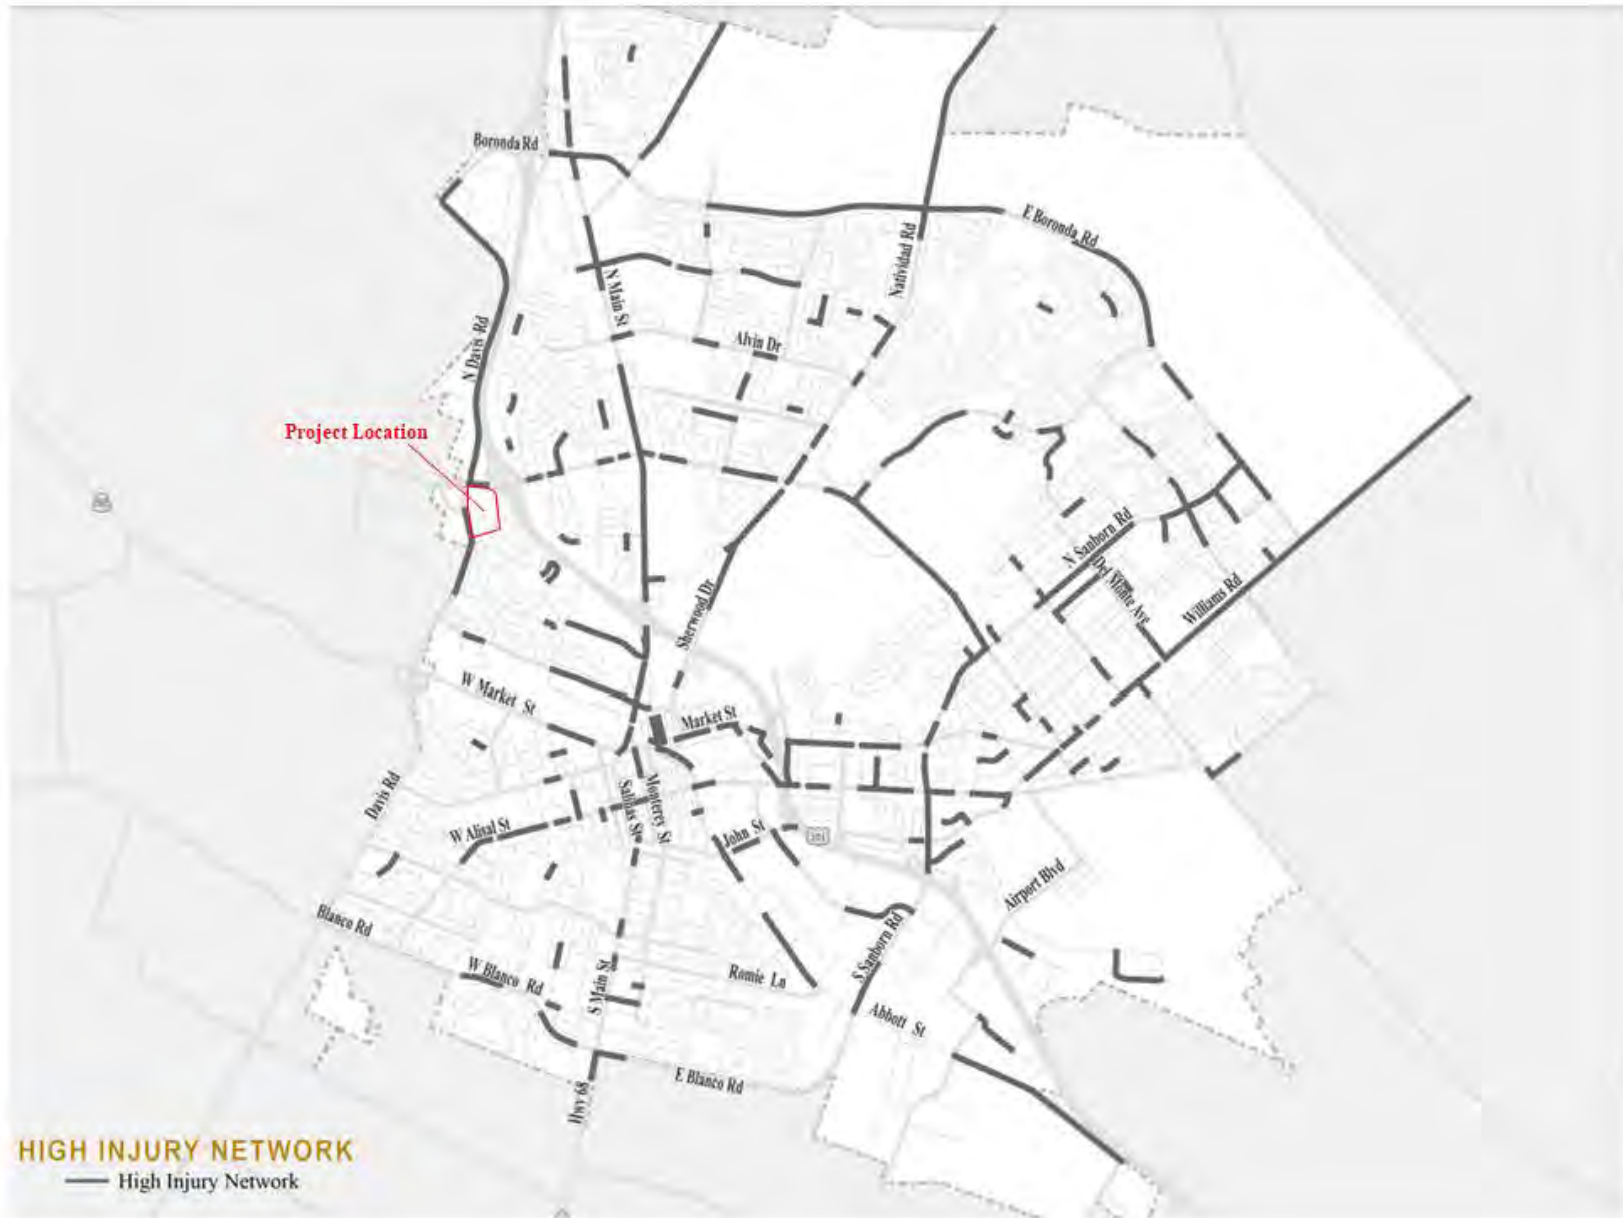 Boronda Rd
E Boronda Rd
Natividad Rd
N Main St
N Davis Rd
Alvin Dr
Project Location
N Sanborn Rd
Del Monte Ave
Williams Rd
Sherwood Dr
W Market St
Market St
Davis Rd
Salinas St
Monterey St
W Alisal St
John St
101
Airport Blvd
Blanco Rd
S Sanborn Rd
W Blanco Rd
S Main St
Romie Ln
Abbott St
E Blanco Rd
Hwy 68
HIGH INJURY NETWORK
High Injury Network